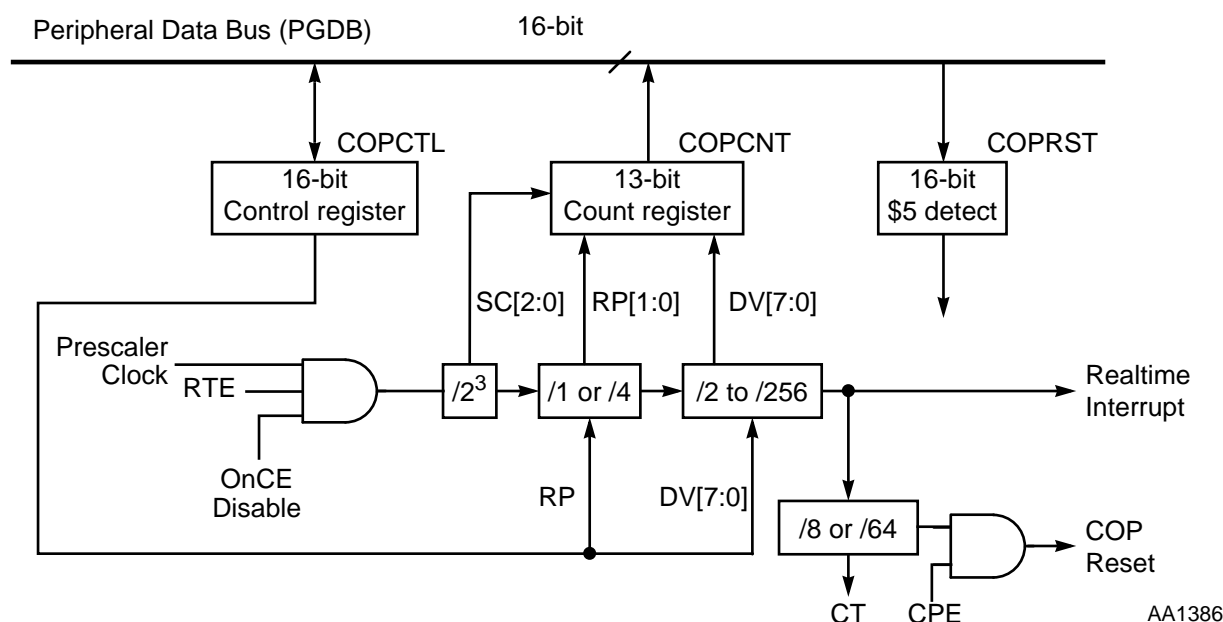 Peripheral Data Bus (PGDB)
16-bit
COPCTL
COPCNT
COPRST
16-bit
Control register
13-bit
Count register
16-bit
$5 detect
SC[2:0]
RP[1:0]
DV[7:0]
Prescaler
Clock
RTE
OnCE
Disable
/2³
/1 or /4
/2 to /256
Realtime
Interrupt
RP
DV[7:0]
/8 or /64
COP
Reset
CT
CPE
AA1386